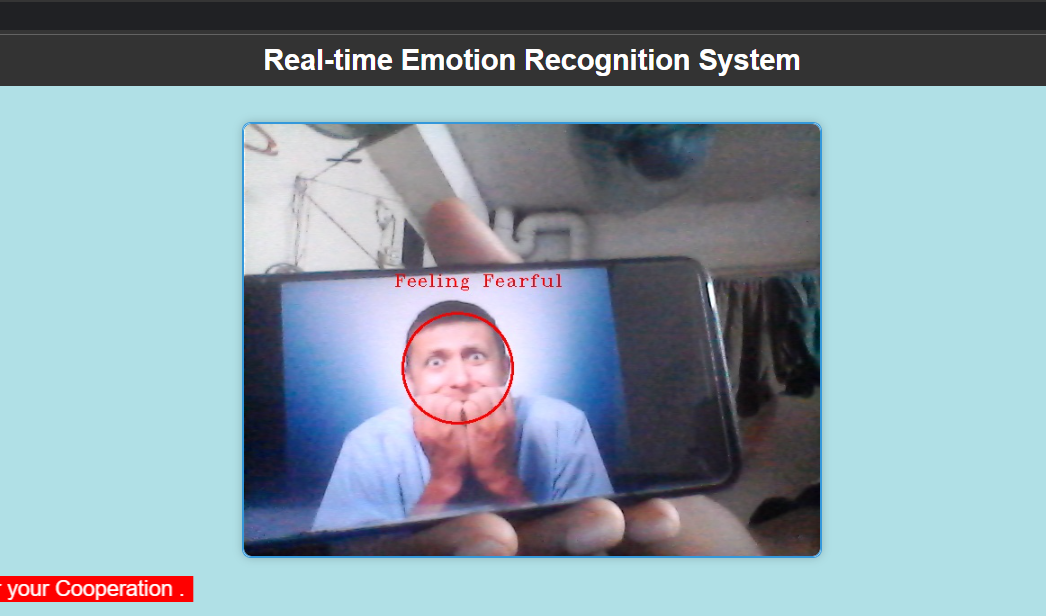 Real-time Emotion Recognition System
Feeling Fearful
your Cooperation .